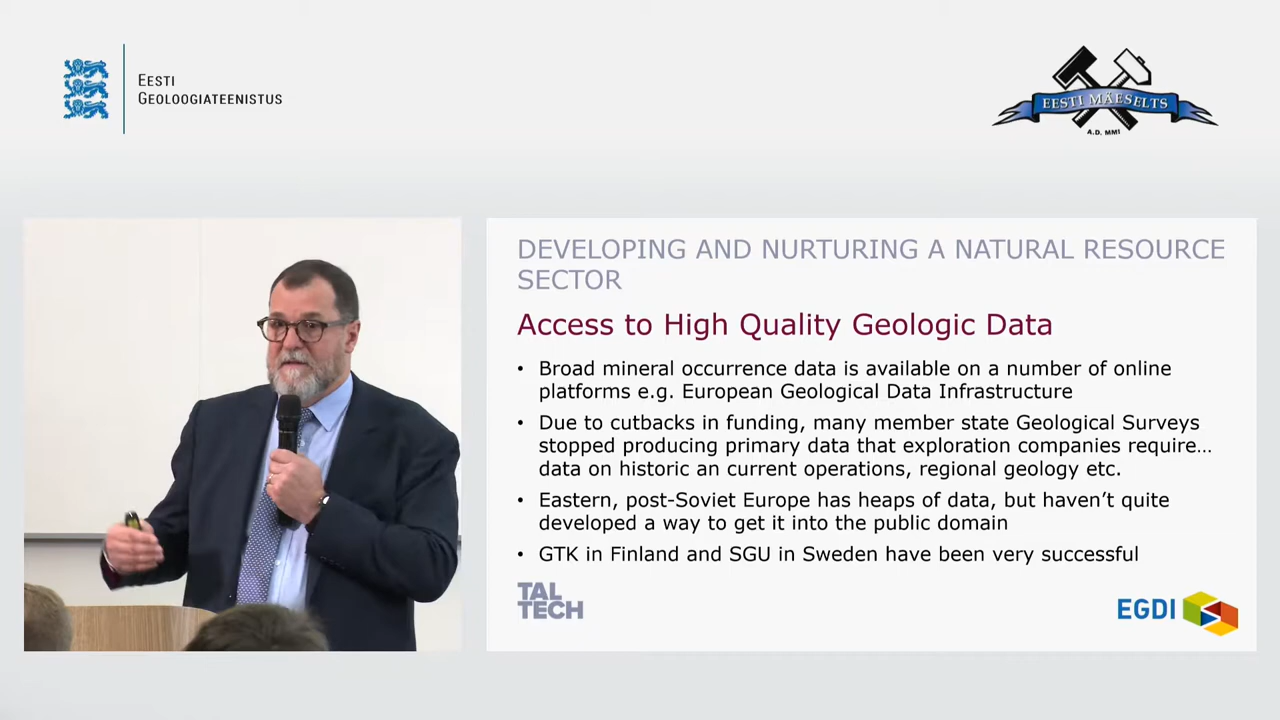 EESTI
GEOLOOGIATEENISTUS
EESTI MÄESELTS
A.D. MMI
DEVELOPING AND NURTURING A NATURAL RESOURCE
SECTOR
Access to High Quality Geologic Data
• Broad mineral occurrence data is available on a number of online
platforms e.g. European Geological Data Infrastructure
• Due to cutbacks in funding, many member state Geological Surveys
stopped producing primary data that exploration companies require…
data on historic an current operations, regional geology etc.
• Eastern, post-Soviet Europe has heaps of data, but haven’t quite
developed a way to get it into the public domain
• GTK in Finland and SGU in Sweden have been very successful
TAL
TECH
EGDI